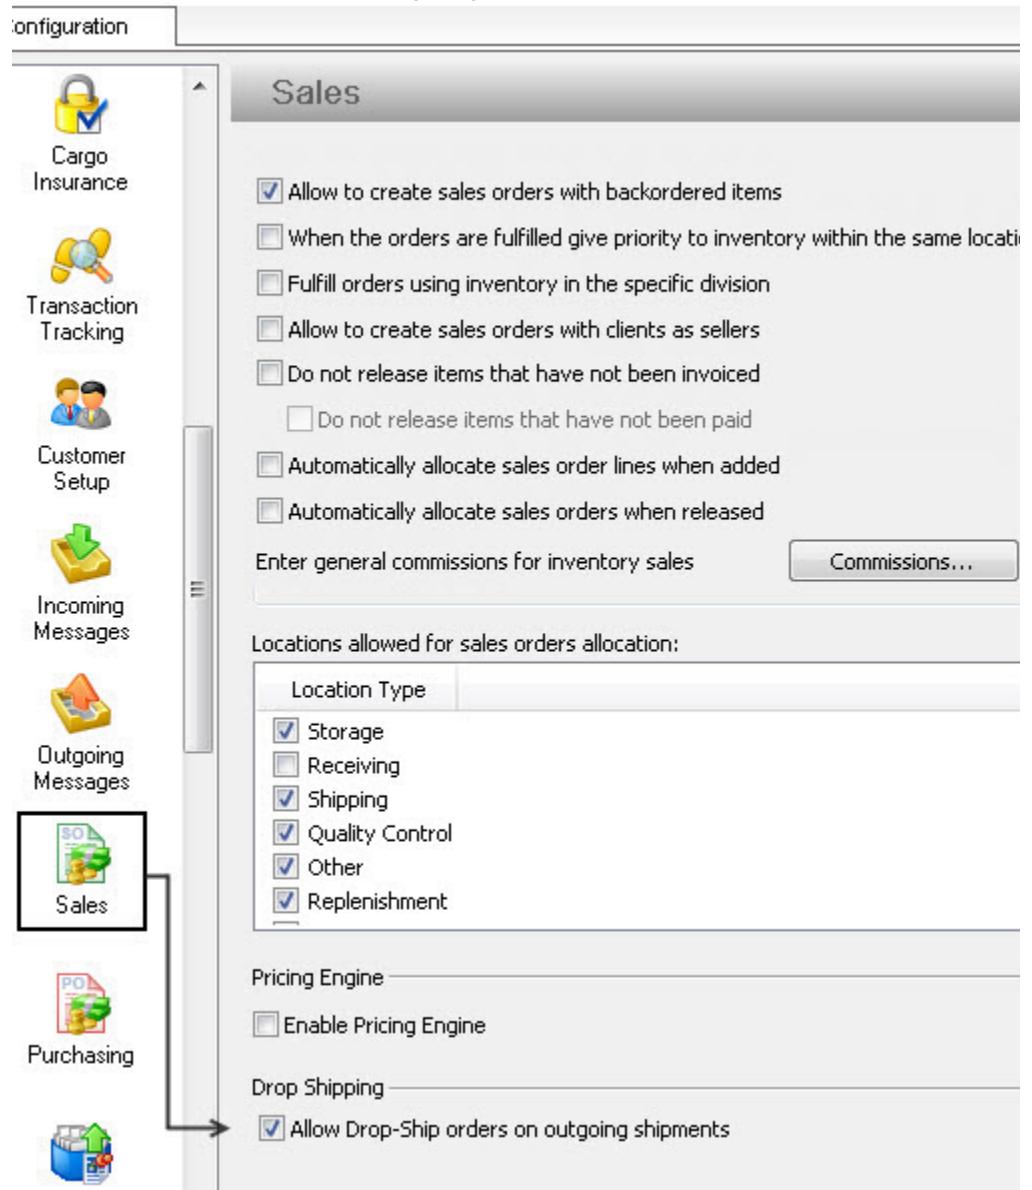 Configuration
Cargo
Insurance
Transaction
Tracking
Customer
Setup
Incoming
Messages
Outgoing
Messages
SO
Sales
PO
Purchasing
Sales
Allow to create sales orders with backordered items
When the orders are fulfilled give priority to inventory within the same locati
Fulfill orders using inventory in the specific division
Allow to create sales orders with clients as sellers
Do not release items that have not been invoiced
Do not release items that have not been paid
Automatically allocate sales order lines when added
Automatically allocate sales orders when released
Enter general commissions for inventory sales
Commissions...
Locations allowed for sales orders allocation:
Location Type
Storage
Receiving
Shipping
Quality Control
Other
Replenishment
Pricing Engine
Enable Pricing Engine
Drop Shipping
Allow Drop-Ship orders on outgoing shipments